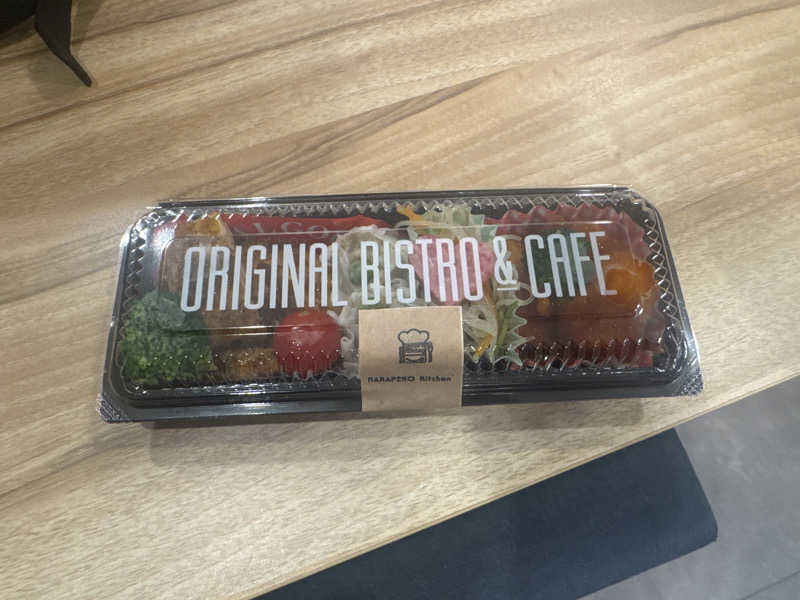 ORIGINAL BISTRO & CAFE
HARAPEKO Kitchen